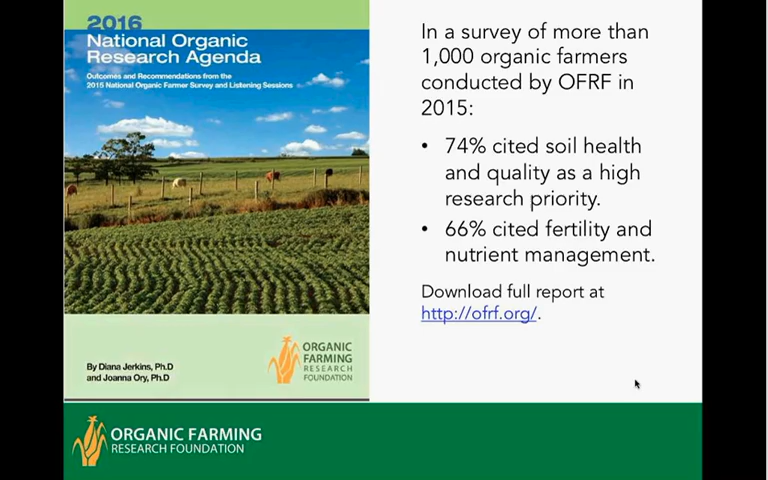 2016
National Organic
Research Agenda
Outcomes and Recommendations from the
2015 National Organic Farmer Survey and Listening Sessions
ORGANIC
FARMING
RESEARCH
FOUNDATION
By Diana Jerkins, Ph.D
and Joanna Ory, Ph.D
In a survey of more than
1,000 organic farmers
conducted by OFRF in
2015:
• 74% cited soil health
and quality as a high
research priority.
• 66% cited fertility and
nutrient management.
Download full report at
http://ofrf.org/.
ORGANIC FARMING
RESEARCH FOUNDATION